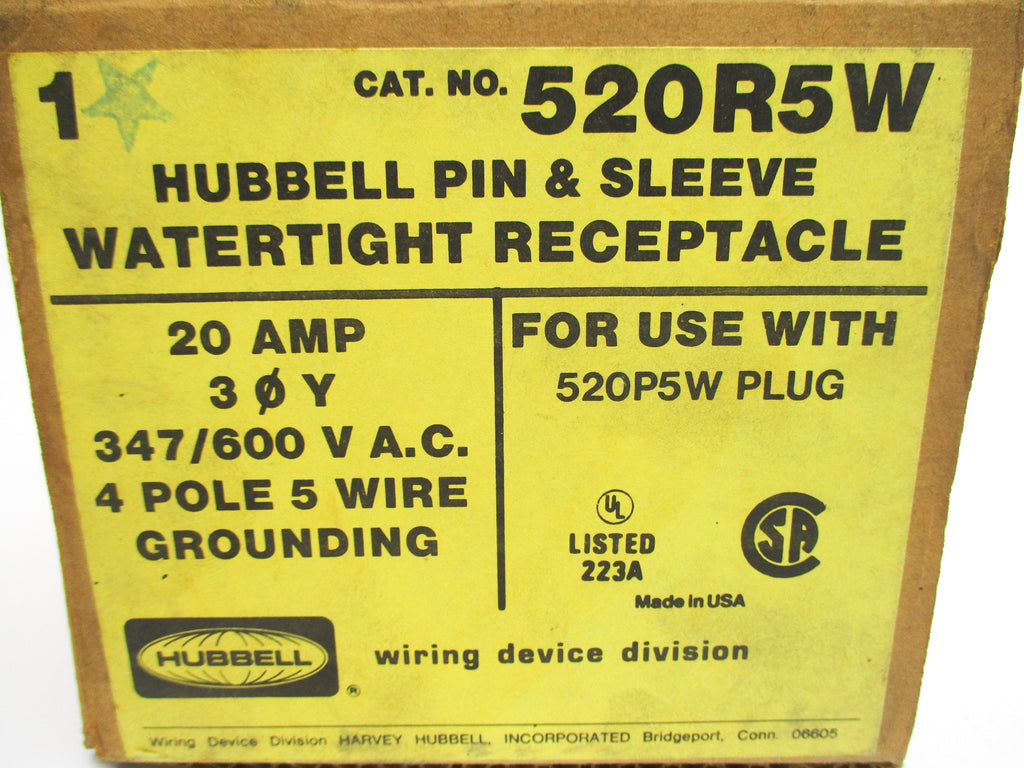 1 CAT. NO. 520R5W
HUBBELL PIN & SLEEVE
WATERTIGHT RECEPTACLE
20 AMP
3 Ø Y
347/600 V A.C.
4 POLE 5 WIRE
GROUNDING
FOR USE WITH
520P5W PLUG
UL
LISTED
223A
CSA
Made in USA
HUBBELL ®
wiring device division
Wiring Device Division HARVEY HUBBELL, INCORPORATED Bridgeport, Conn. 06605